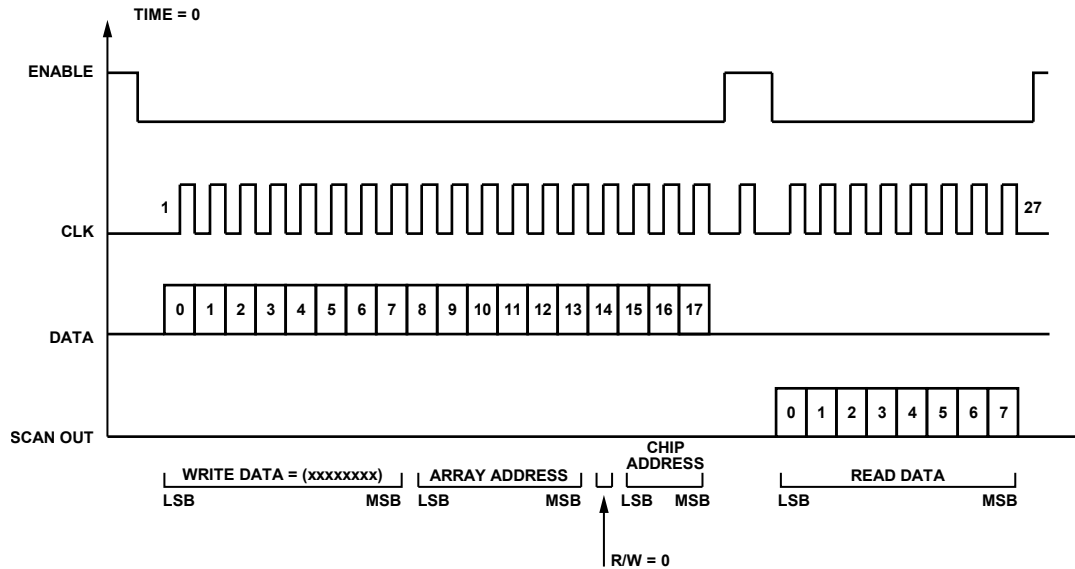 TIME = 0
ENABLE
1
27
CLK
0 1 2 3 4 5 6 7 8 9 10 11 12 13 14 15 16 17
DATA
0 1 2 3 4 5 6 7
SCAN OUT
CHIP
ADDRESS
WRITE DATA = (xxxxxxxx) ARRAY ADDRESS READ DATA
LSB MSB LSB MSB LSB MSB LSB MSB
R/W = 0